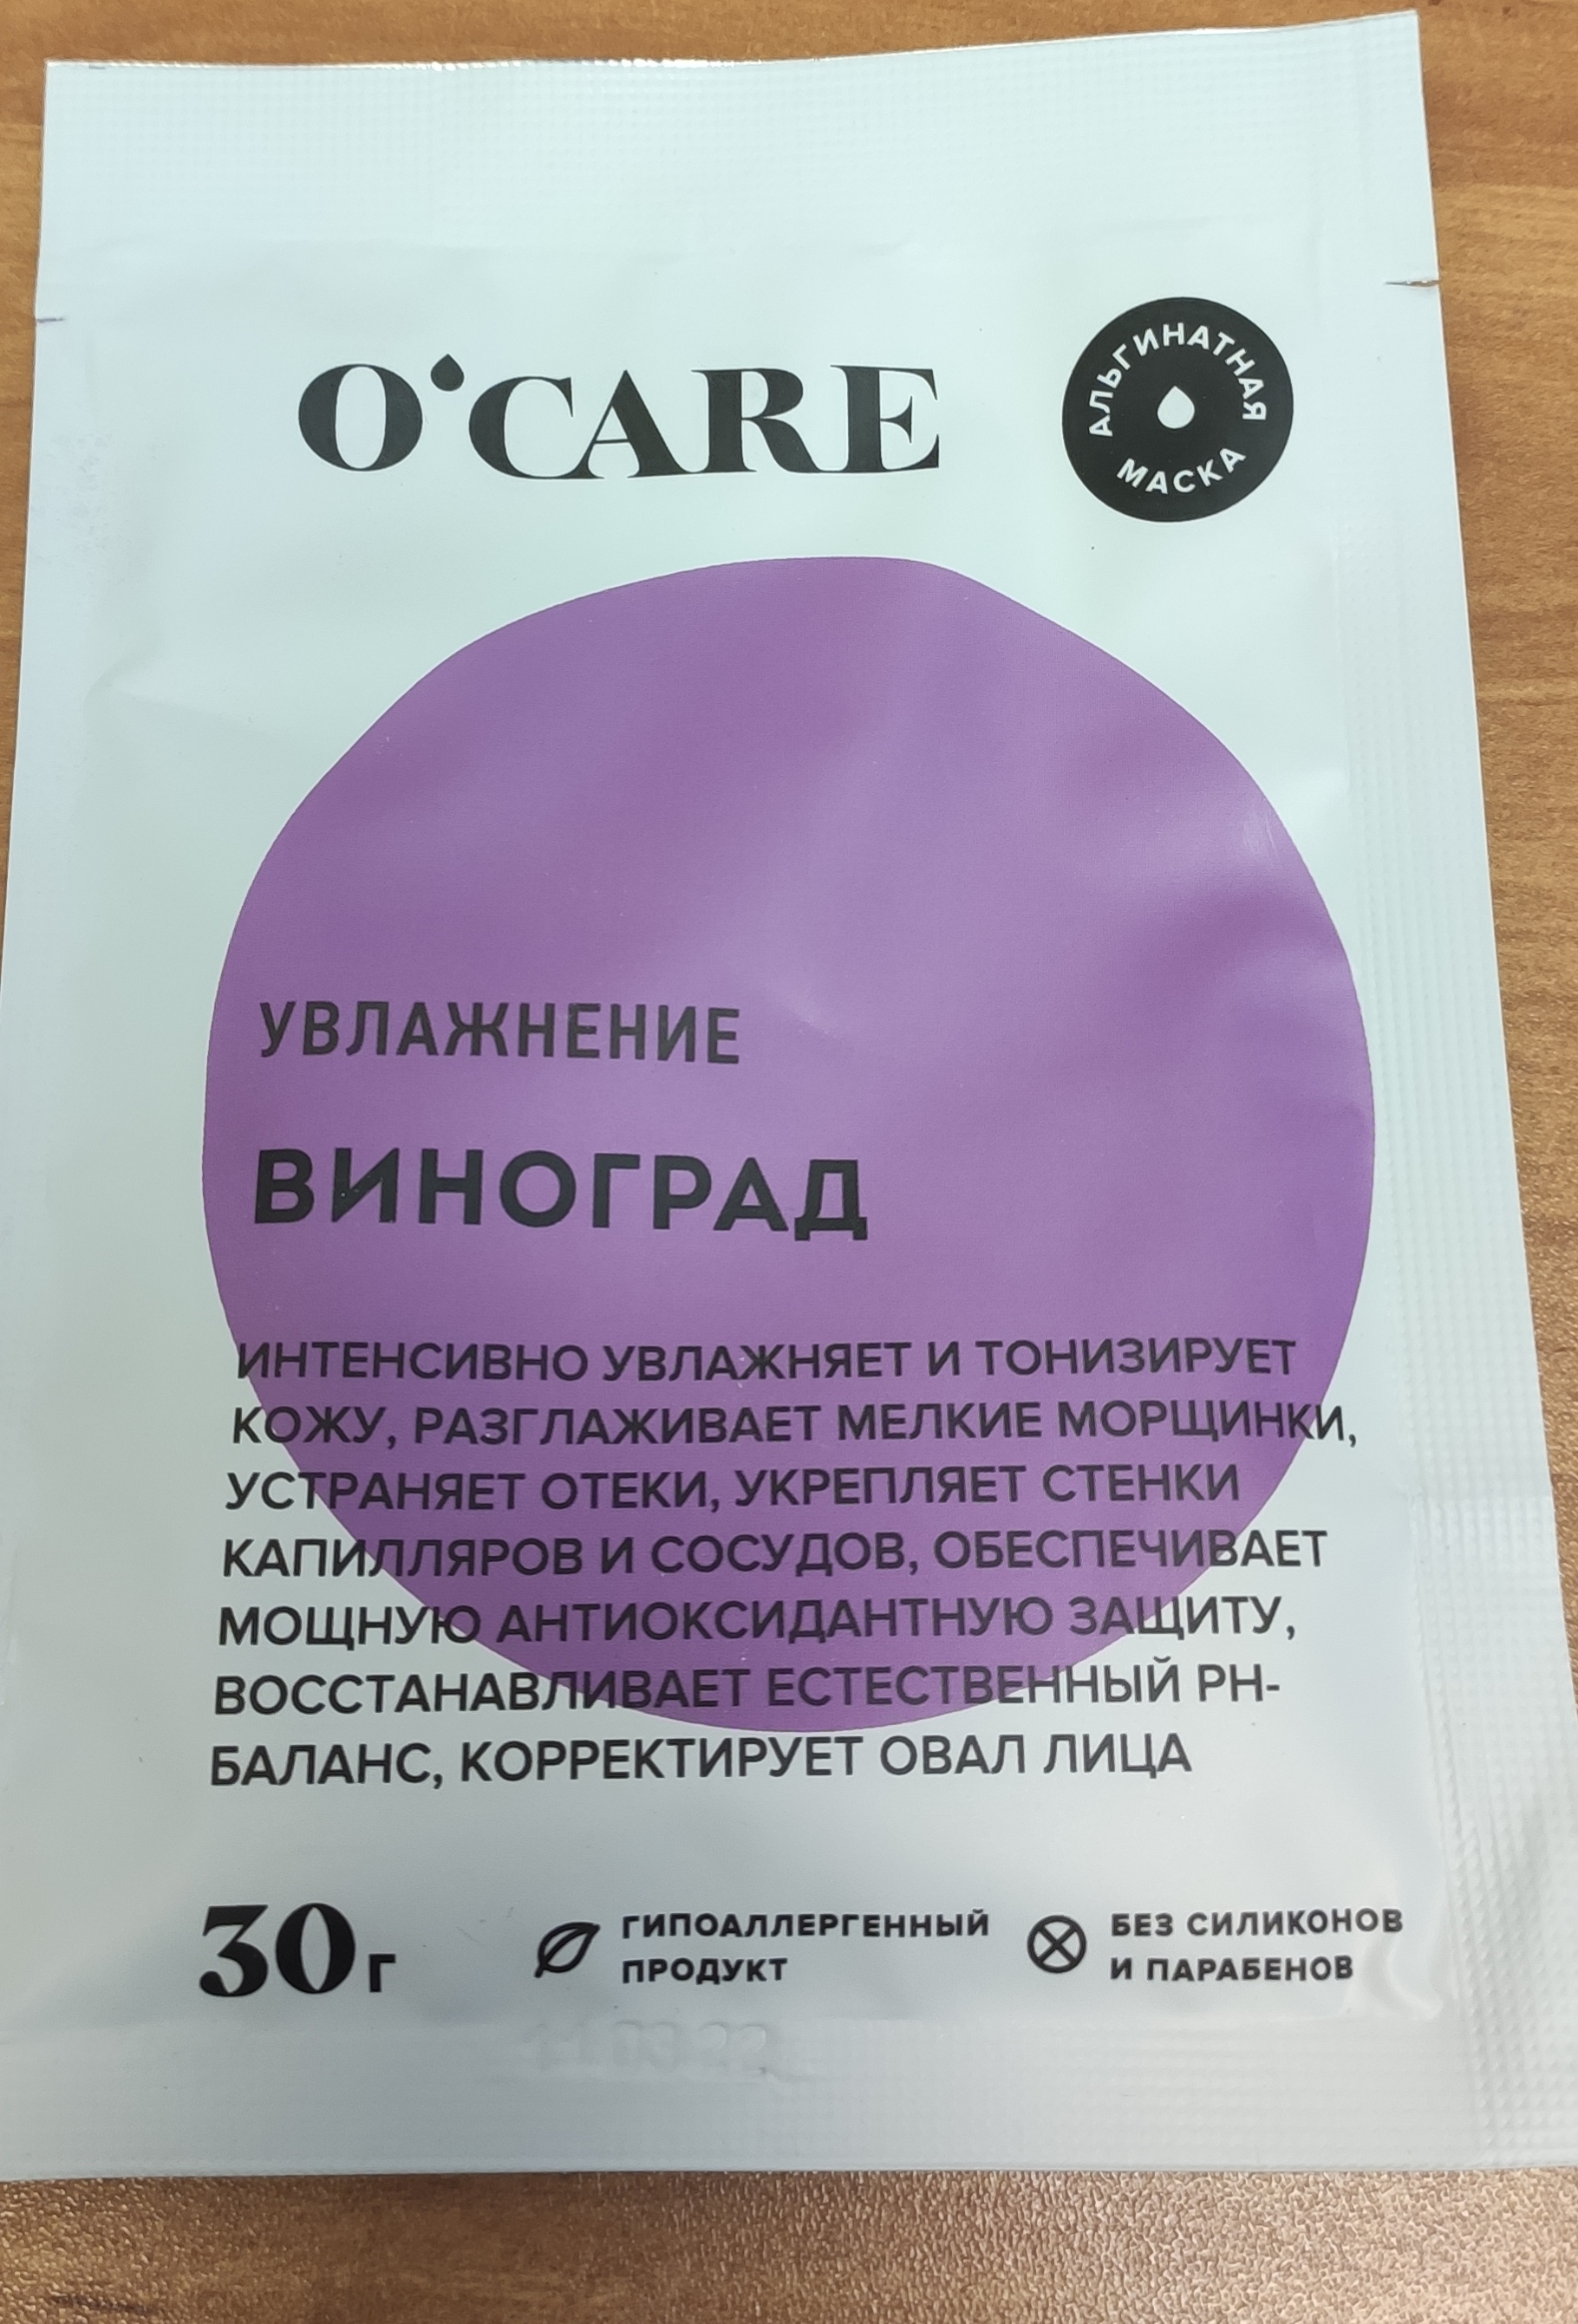 O'CARE
АЛЬГИНАТНАЯ
МАСКА
УВЛАЖНЕНИЕ
ВИНОГРАД
ИНТЕНСИВНО УВЛАЖНЯЕТ И ТОНИЗИРУЕТ
КОЖУ, РАЗГЛАЖИВАЕТ МЕЛКИЕ МОРЩИНКИ,
УСТРАНЯЕТ ОТЕКИ, УКРЕПЛЯЕТ СТЕНКИ
КАПИЛЛЯРОВ И СОСУДОВ, ОБЕСПЕЧИВАЕТ
МОЩНУЮ АНТИОКСИДАНТНУЮ ЗАЩИТУ,
ВОССТАНАВЛИВАЕТ ЕСТЕСТВЕННЫЙ PH-
БАЛАНС, КОРРЕКТИРУЕТ ОВАЛ ЛИЦА
30 г
ГИПОАЛЛЕРГЕННЫЙ
ПРОДУКТ
БЕЗ СИЛИКОНОВ
И ПАРАБЕНОВ